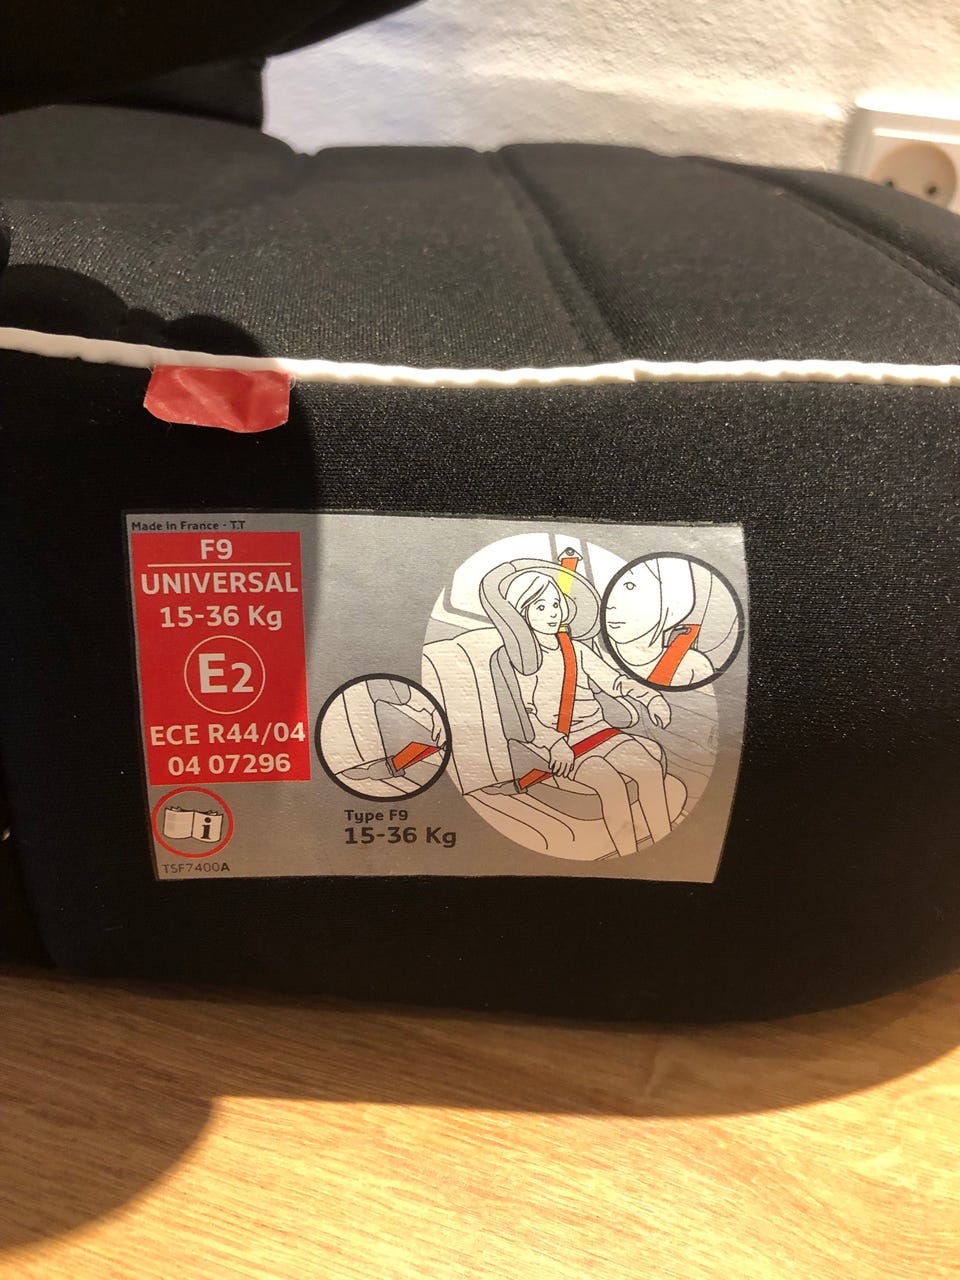 Made in France - T.T
F9
UNIVERSAL
15-36 Kg
E2
ECE R44/04
04 07296
i
TSF7400A
Type F9
15-36 Kg